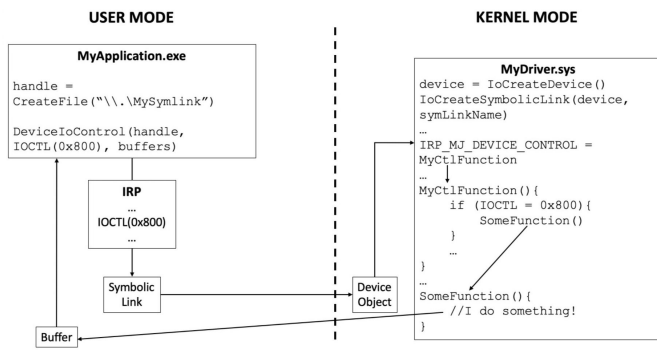 USER MODE
KERNEL MODE
MyApplication.exe
handle =
CreateFile(“\\.\MySymlink”)
DeviceIoControl(handle,
IOCTL(0x800), buffers)
IRP
…
IOCTL(0x800)
…
Symbolic
Link
Buffer
Device
Object
MyDriver.sys
device = IoCreateDevice()
IoCreateSymbolicLink(device,
symLinkName)
…
IRP_MJ_DEVICE_CONTROL =
MyCtlFunction
…
MyCtlFunction(){
if (IOCTL = 0x800){
SomeFunction()
}
…
}
…
SomeFunction(){
//I do something!
}